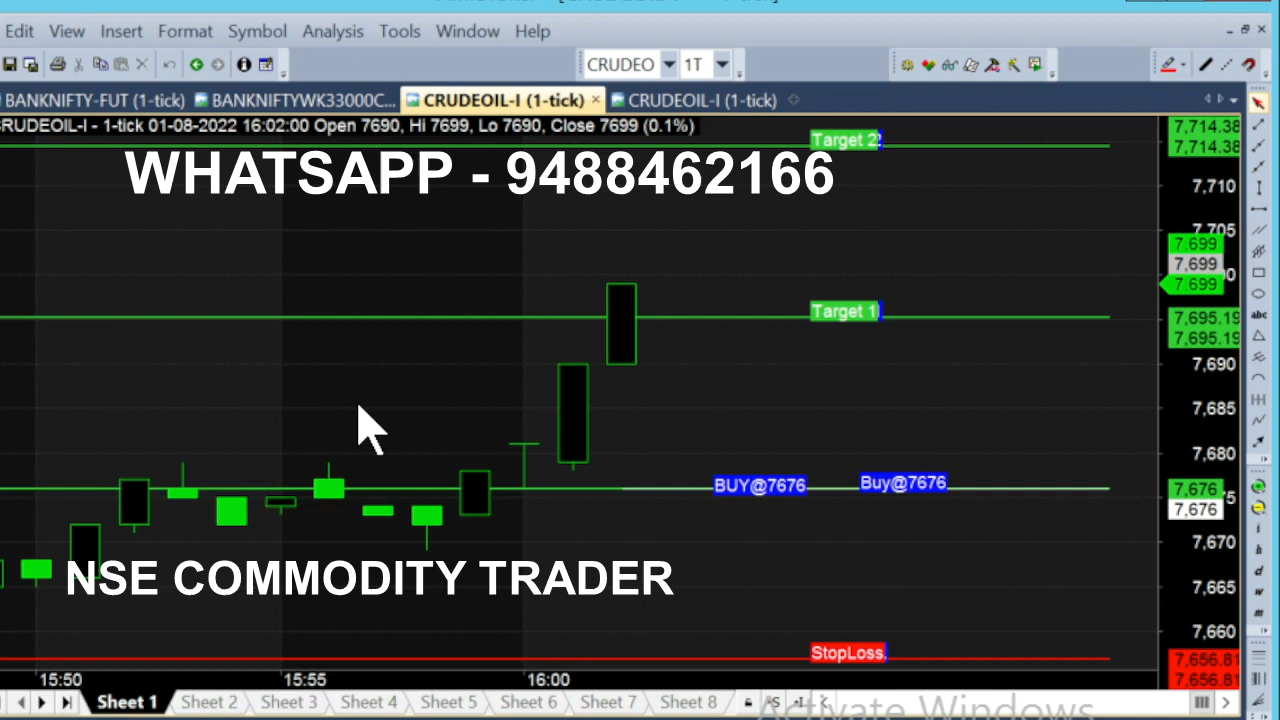 Edit View Insert Format Analysis Symbol Tools Window Help
CRUDEO 1T
BANKNIFTY-FUT (1-tick) BANKNIFTYWK33000C... CRUDEOIL-I (1-tick) × CRUDEOIL-I (1-tick)
CRUDEOIL-I - 1-tick 01-08-2022 16:02:00 Open 7690, Hi 7699, Lo 7690, Close 7699 (0.1%)
7,714.38
Target 2 7,714.38
WHATSAPP - 9488462166
7,710
7,705
7,699
7,699
7,699
Target 1 7,695.19
7,695.19
7,690
7,685
7,680
BUY@7676 Buy@7676 7,676
7,676
7,670
NSE COMMODITY TRADER
7,665
7,660
StopLoss. 7,656.81
7,656.81
15:50 15:55 16:00
Sheet 1 Sheet 2 Sheet 3 Sheet 4 Sheet 5 Sheet 6 Sheet 7 Sheet 8
Activate Windows